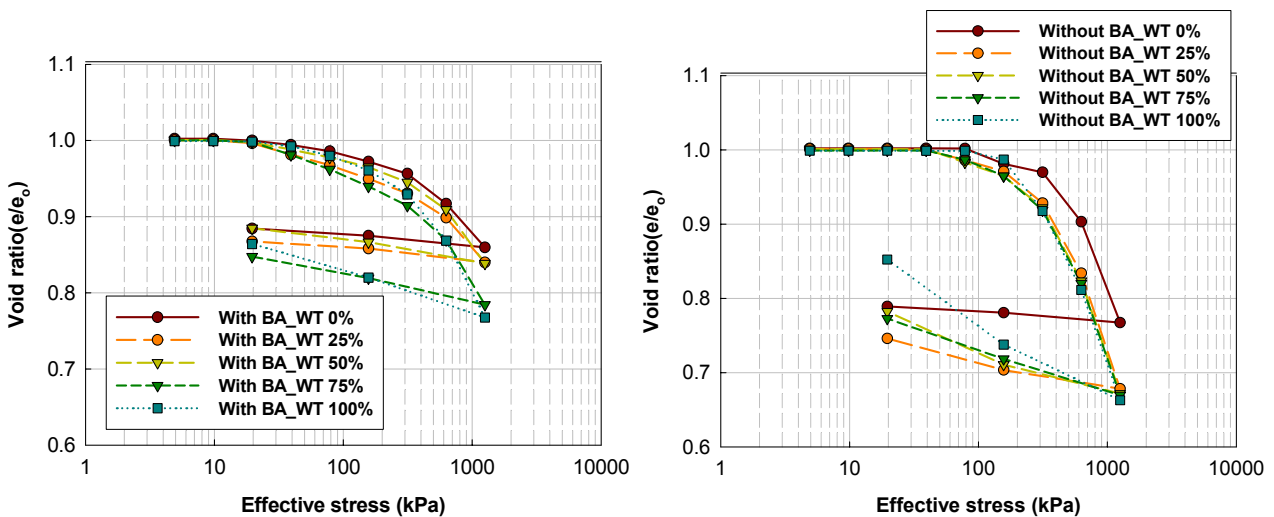 1.1
1.0
0.9
0.8
0.7
0.6
Void ratio(e/eo)
With BA_WT 0%
With BA_WT 25%
With BA_WT 50%
With BA_WT 75%
With BA_WT 100%
1 10 100 1000 10000
Effective stress (kPa)
Without BA_WT 0%
Without BA_WT 25%
Without BA_WT 50%
Without BA_WT 75%
Without BA_WT 100%
1.1
1.0
0.9
0.8
0.7
0.6
Void ratio(e/eo)
1 10 100 1000 10000
Effective stress (kPa)